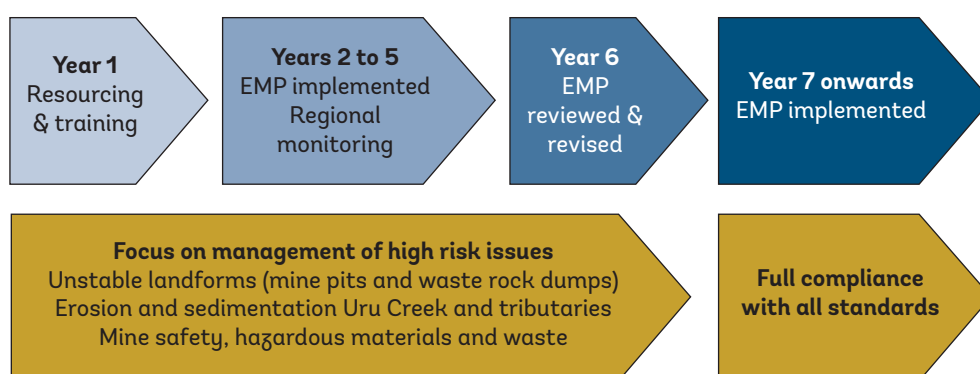 Year 1
Resourcing
& training
Years 2 to 5
EMP implemented
Regional
monitoring
Year 6
EMP
reviewed &
revised
Year 7 onwards
EMP implemented
Focus on management of high risk issues
Unstable landforms (mine pits and waste rock dumps)
Erosion and sedimentation Uru Creek and tributaries
Mine safety, hazardous materials and waste
Full compliance
with all standards